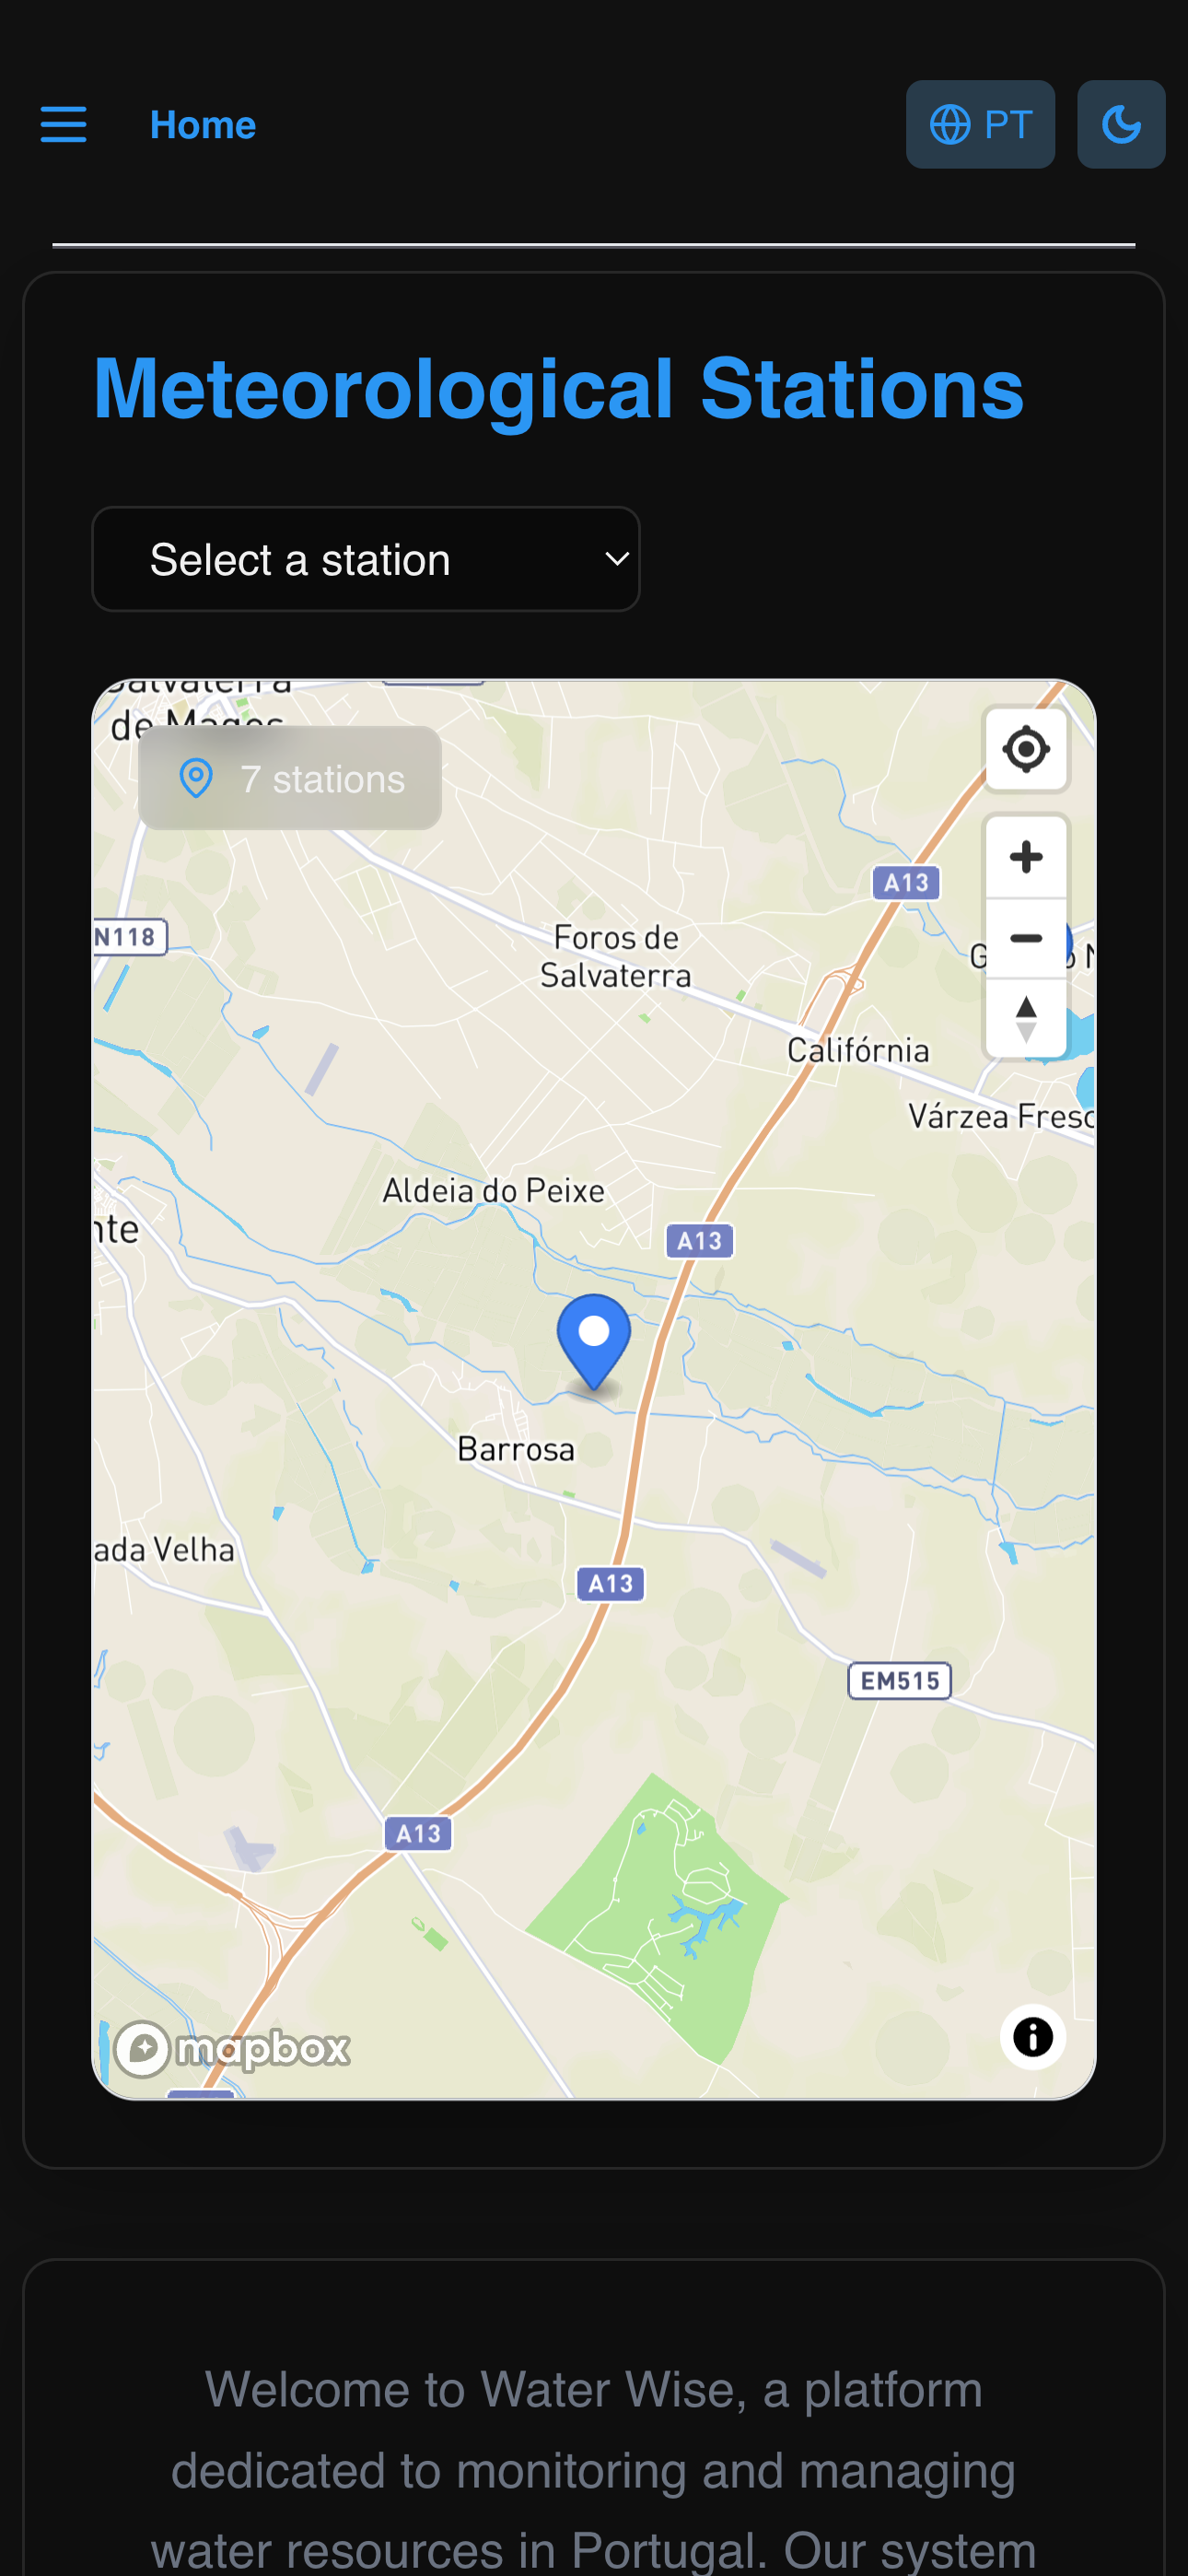 Home
PT
Meteorological Stations
Select a station
de Magos
7 stations
A13
N118
Foros de
Salvaterra
Califórnia
Várzea Fresc
Aldeia do Peixe
nte
A13
Barrosa
ada Velha
A13
EM515
A13
mapbox
Welcome to Water Wise, a platform
dedicated to monitoring and managing
water resources in Portugal. Our system